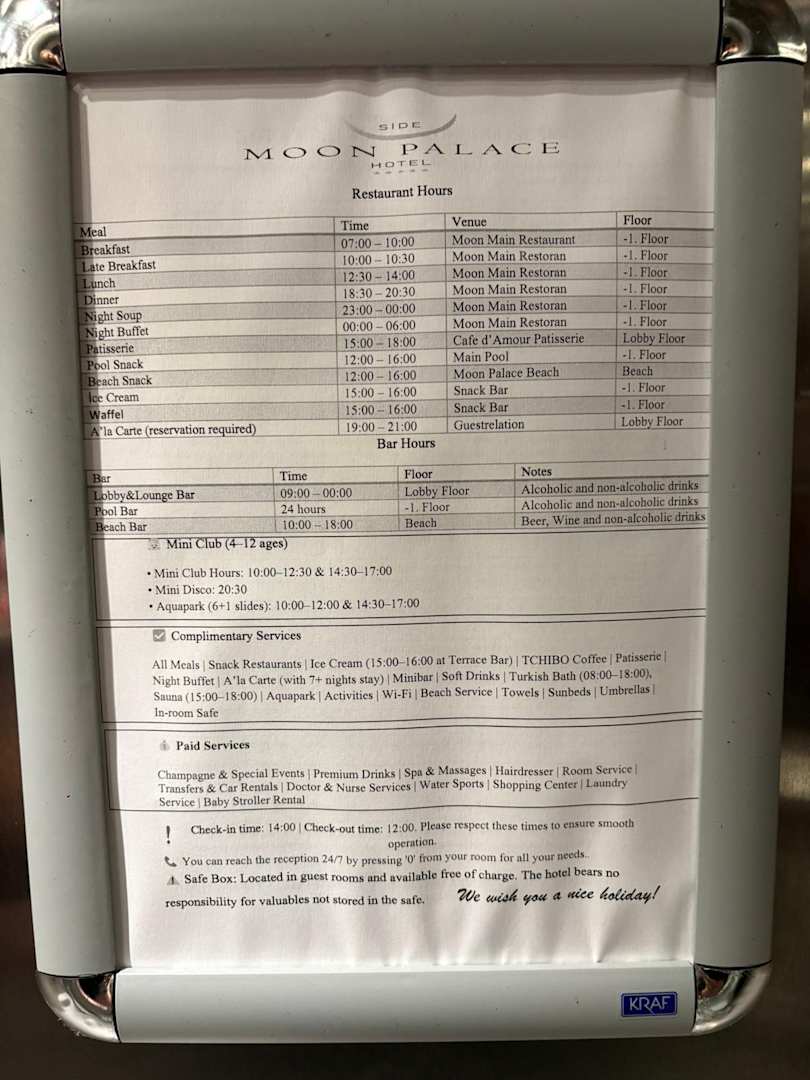 SIDE
MOON PALACE
HOTEL
Restaurant Hours
Meal Time Venue Floor
Breakfast 07:00 – 10:00 Moon Main Restaurant -1. Floor
Late Breakfast 10:00 – 10:30 Moon Main Restoran -1. Floor
Lunch 12:30 – 14:00 Moon Main Restoran -1. Floor
Dinner 18:30 – 20:30 Moon Main Restoran -1. Floor
Night Soup 23:00 – 00:00 Moon Main Restoran -1. Floor
Night Buffet 00:00 – 06:00 Moon Main Restoran -1. Floor
Patisserie 15:00 – 18:00 Cafe d’Amour Patisserie Lobby Floor
Pool Snack 12:00 – 16:00 Main Pool -1. Floor
Beach Snack 12:00 – 16:00 Moon Palace Beach Beach
Ice Cream 15:00 – 16:00 Snack Bar -1. Floor
Waffel 15:00 – 16:00 Snack Bar -1. Floor
A’la Carte (reservation required) 19:00 – 21:00 Guestrelation Lobby Floor
Bar Hours
Bar Time Floor Notes
Lobby&Lounge Bar 09:00 – 00:00 Lobby Floor Alcoholic and non-alcoholic drinks
Pool Bar 24 hours -1. Floor Alcoholic and non-alcoholic drinks
Beach Bar 10:00 – 18:00 Beach Beer, Wine and non-alcoholic drinks
Mini Club (4–12 ages)
• Mini Club Hours: 10:00–12:30 & 14:30–17:00
• Mini Disco: 20:30
• Aquapark (6+1 slides): 10:00–12:00 & 14:30–17:00
Complimentary Services
All Meals | Snack Restaurants | Ice Cream (15:00–16:00 at Terrace Bar) | TCHIBO Coffee | Patisserie |
Night Buffet | A’la Carte (with 7+ nights stay) | Minibar | Soft Drinks | Turkish Bath (08:00–18:00),
Sauna (15:00–18:00) | Aquapark | Activities | Wi-Fi | Beach Service | Towels | Sunbeds | Umbrellas |
In-room Safe
Paid Services
Champagne & Special Events | Premium Drinks | Spa & Massages | Hairdresser | Room Service |
Transfers & Car Rentals | Doctor & Nurse Services | Water Sports | Shopping Center | Laundry
Service | Baby Stroller Rental
Check-in time: 14:00 | Check-out time: 12:00. Please respect these times to ensure smooth
operation.
You can reach the reception 24/7 by pressing '0' from your room for all your needs..
Safe Box: Located in guest rooms and available free of charge. The hotel bears no
responsibility for valuables not stored in the safe. We wish you a nice holiday!
KRAF